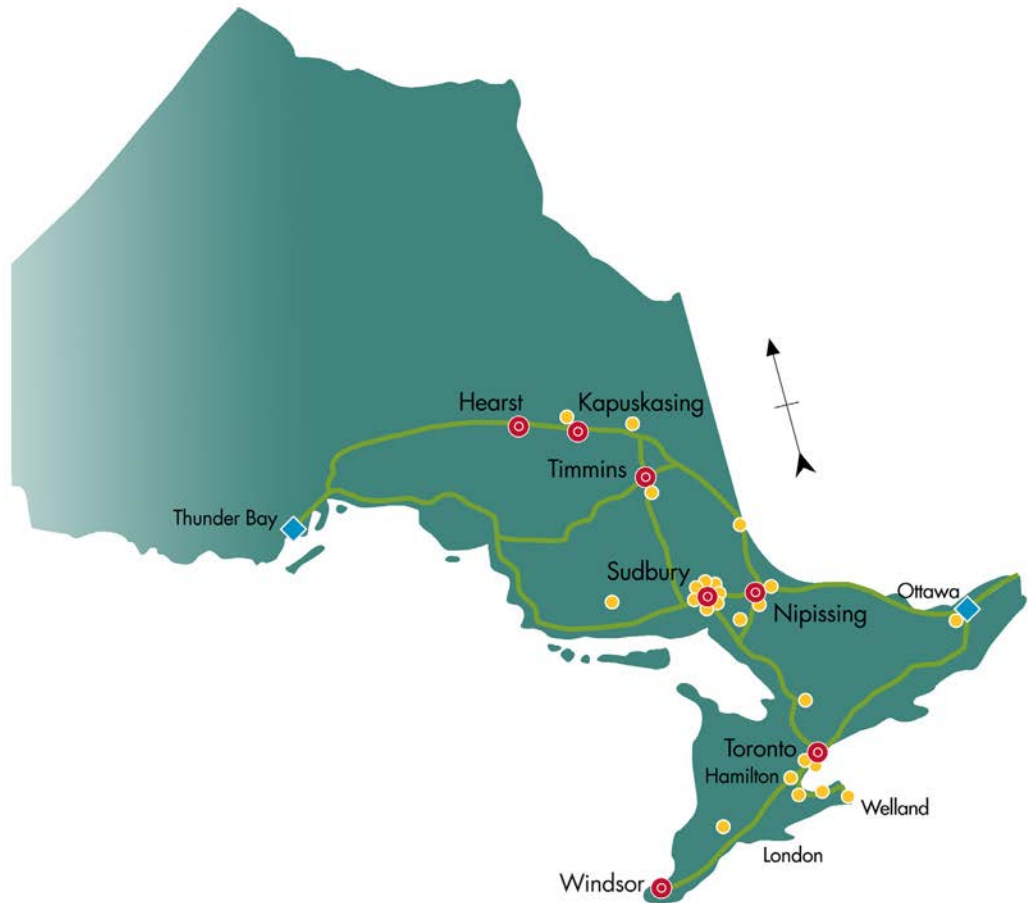 Hearst
Kapuskasing
Timmins
Thunder Bay
Sudbury
Ottawa
Nipissing
Toronto
Hamilton
Welland
London
Windsor